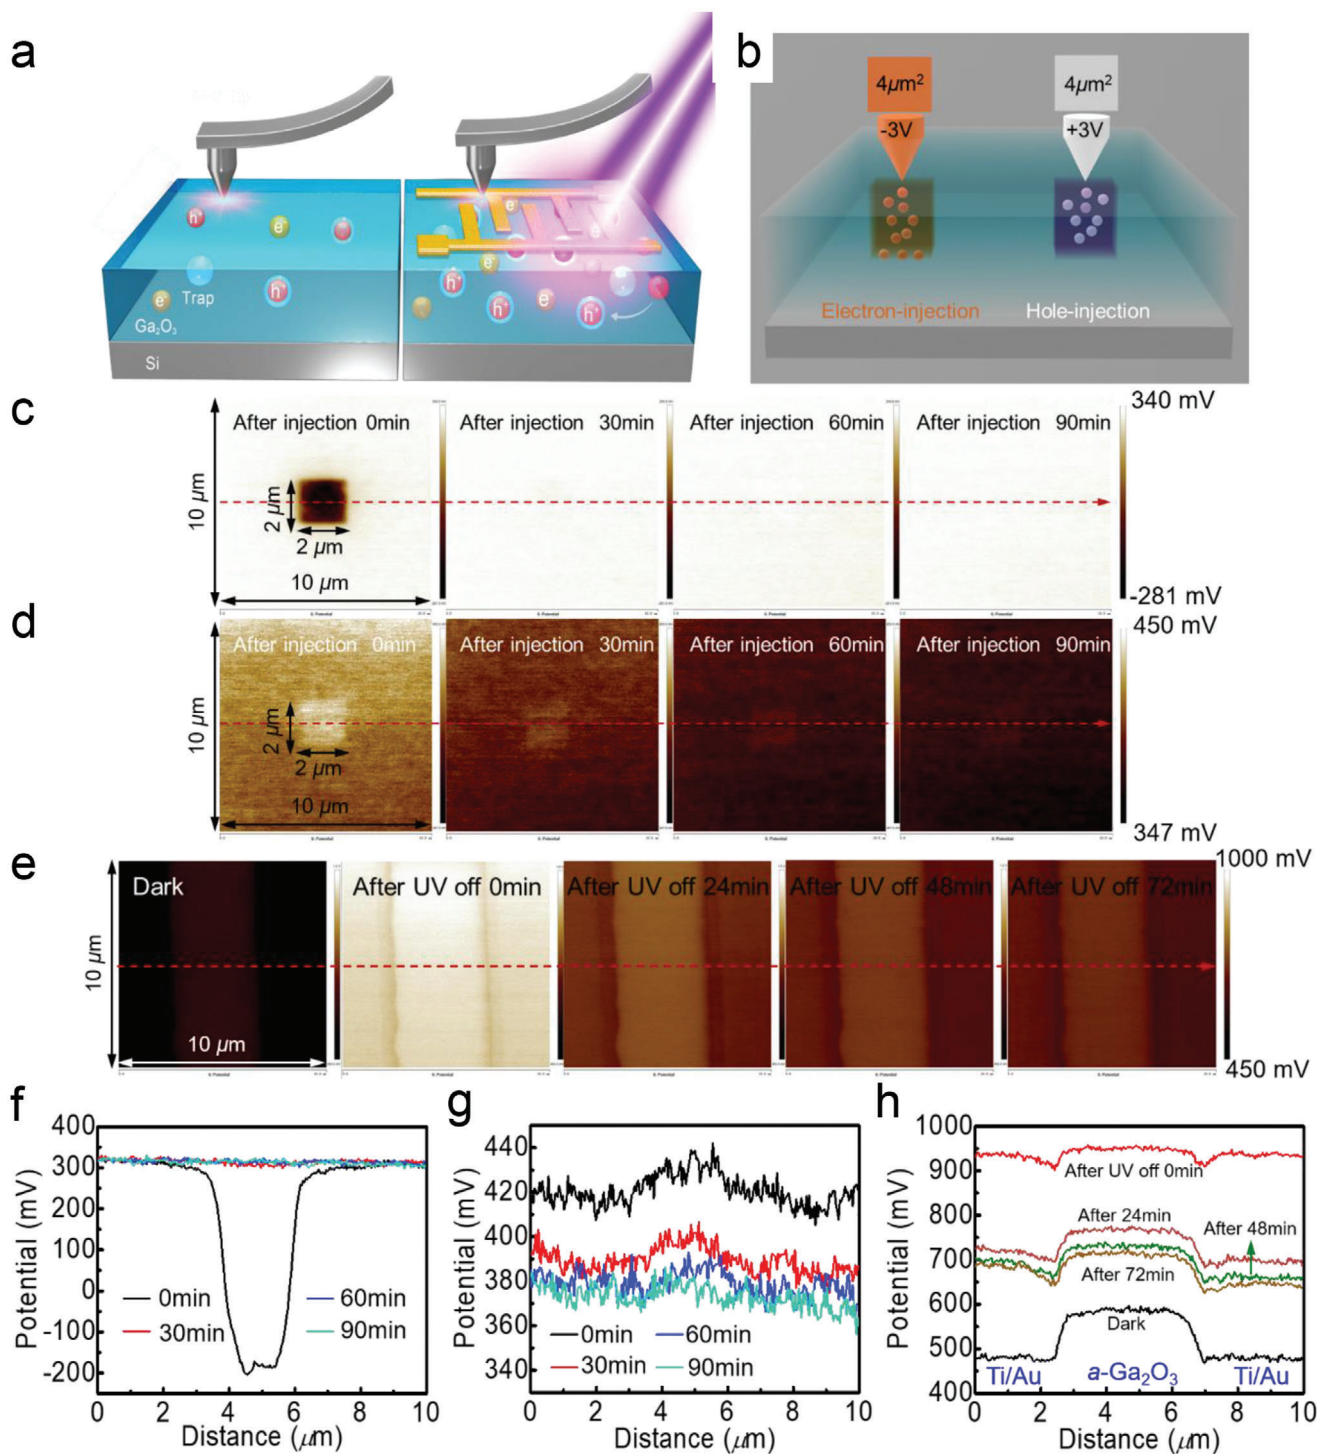 a
h
e⁻
h
Trap
h⁺
e⁻
Ga₂O₃
Si
e⁻
e⁻
h⁺
h⁺
e⁻
h⁺
b
4µm²
4µm²
-3V
+3V
Electron-injection
Hole-injection
c
After injection 0min
After injection 30min
After injection 60min
After injection 90min
340 mV
-281 mV
10 µm
2 µm
2 µm
10 µm
d
After injection 0min
After injection 30min
After injection 60min
After injection 90min
450 mV
347 mV
10 µm
2 µm
2 µm
10 µm
e
Dark
After UV off 0min
After UV off 24min
After UV off 48min
After UV off 72min
1000 mV
450 mV
10 µm
10 µm
f
Potential (mV)
400
300
200
100
0
-100
-200
0min
60min
30min
90min
0 2 4 6 8 10
Distance (µm)
g
Potential (mV)
440
420
400
380
360
340
0min
60min
30min
90min
0 2 4 6 8 10
Distance (µm)
h
Potential (mV)
1000
900
800
700
600
500
400
After UV off 0min
After 24min
After 48min
After 72min
Dark
Ti/Au
a-Ga₂O₃
Ti/Au
0 2 4 6 8 10
Distance (µm)